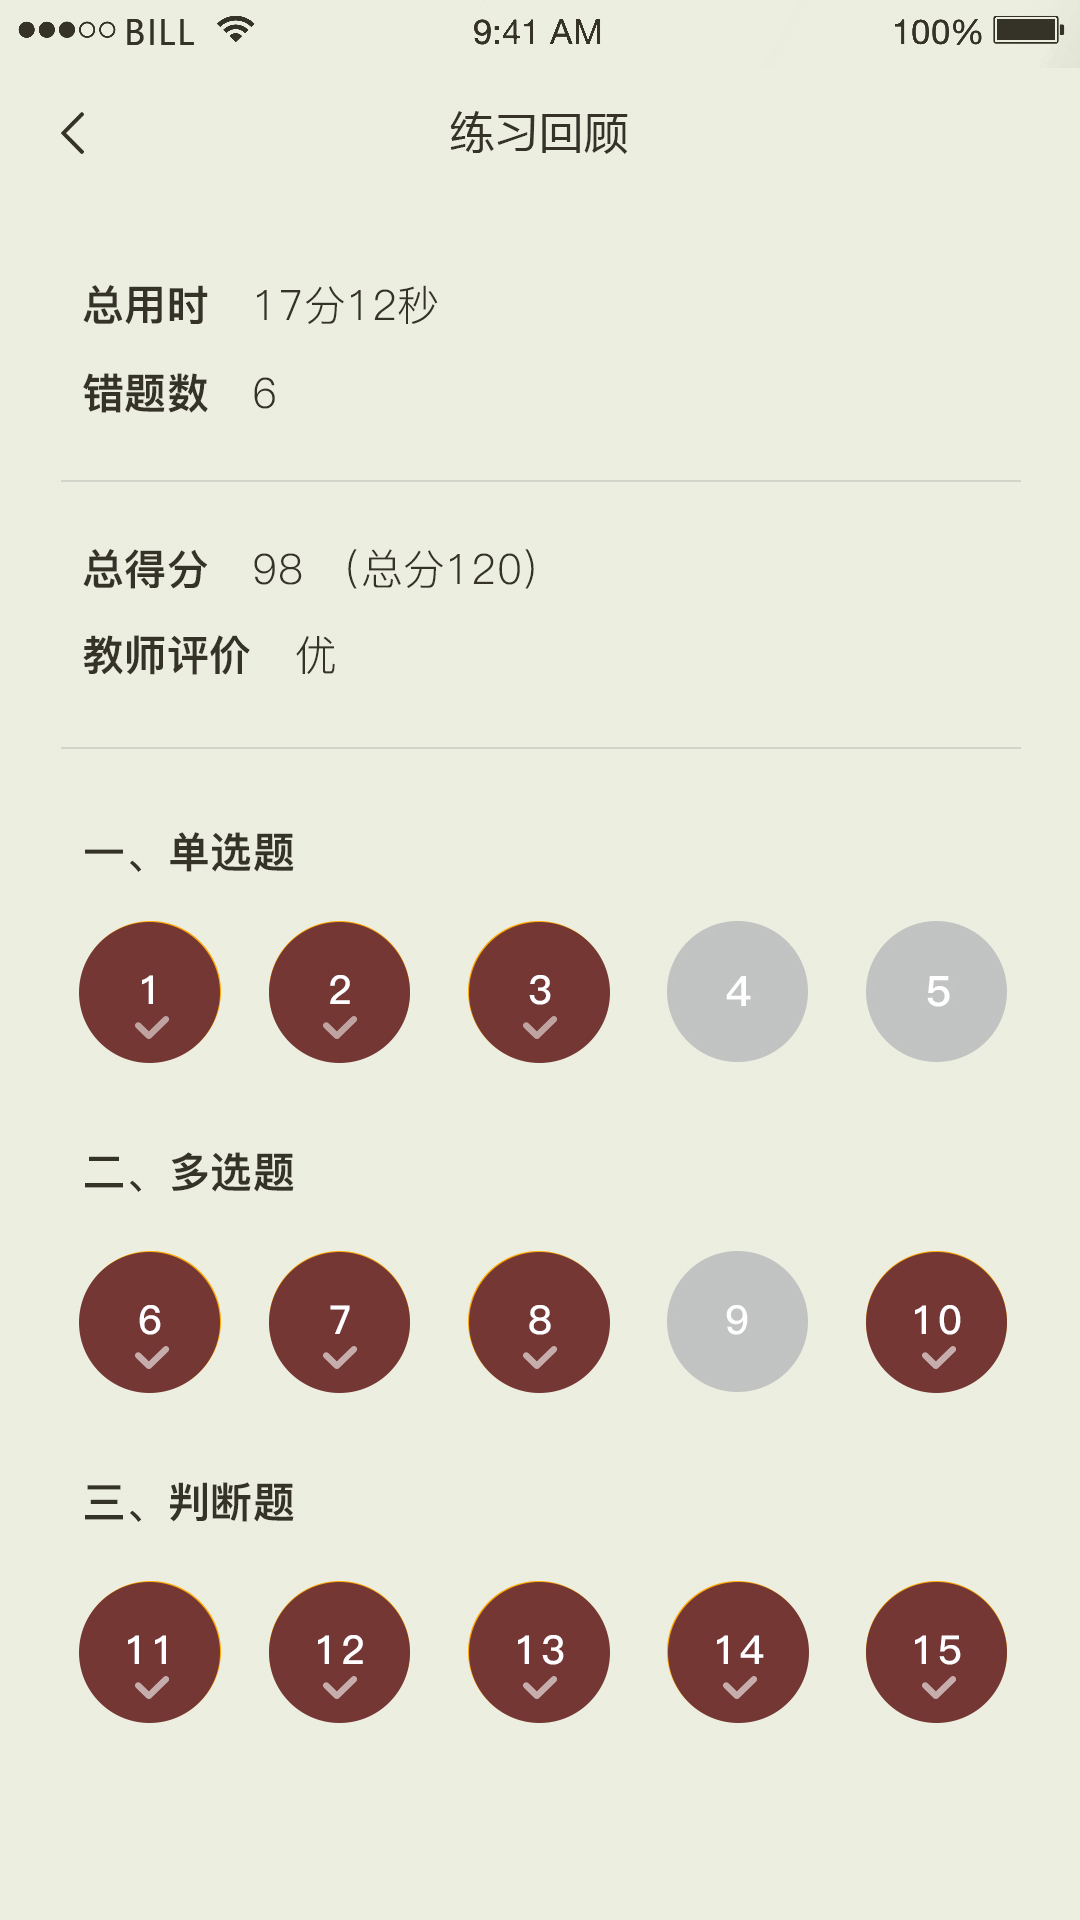 BILL 9:41 AM 100%
练习回顾
总用时 17分12秒
错题数 6
总得分 98 (总分120)
教师评价 优
一、单选题
1 2 3 4 5
二、多选题
6 7 8 9 10
三、判断题
11 12 13 14 15